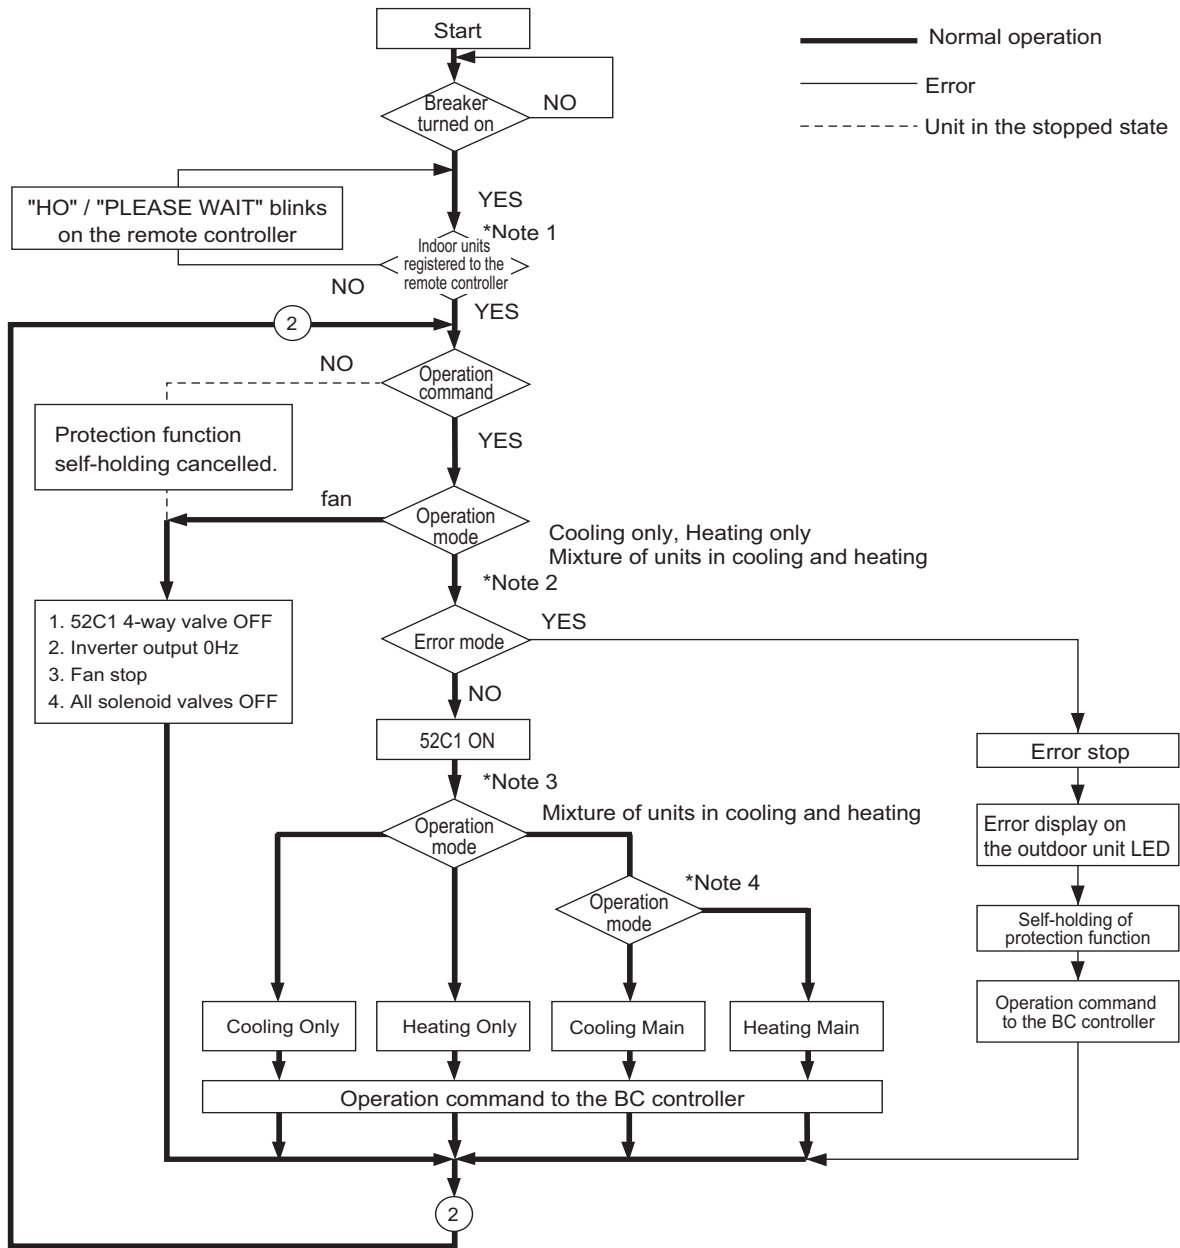 Start
Normal operation
Error
Unit in the stopped state
Breaker
turned on
NO
YES
"HO" / "PLEASE WAIT" blinks
on the remote controller
*Note 1
Indoor units
registered to the
remote controller
NO
YES
2
NO
Operation
command
YES
Protection function
self-holding cancelled.
fan
Operation
mode
Cooling only, Heating only
Mixture of units in cooling and heating
*Note 2
1. 52C1 4-way valve OFF
2. Inverter output 0Hz
3. Fan stop
4. All solenoid valves OFF
Error mode
YES
NO
52C1 ON
Error stop
*Note 3
Operation
mode
Mixture of units in cooling and heating
Error display on
the outdoor unit LED
*Note 4
Operation
mode
Self-holding of
protection function
Operation command
to the BC controller
Cooling Only
Heating Only
Cooling Main
Heating Main
Operation command to the BC controller
2